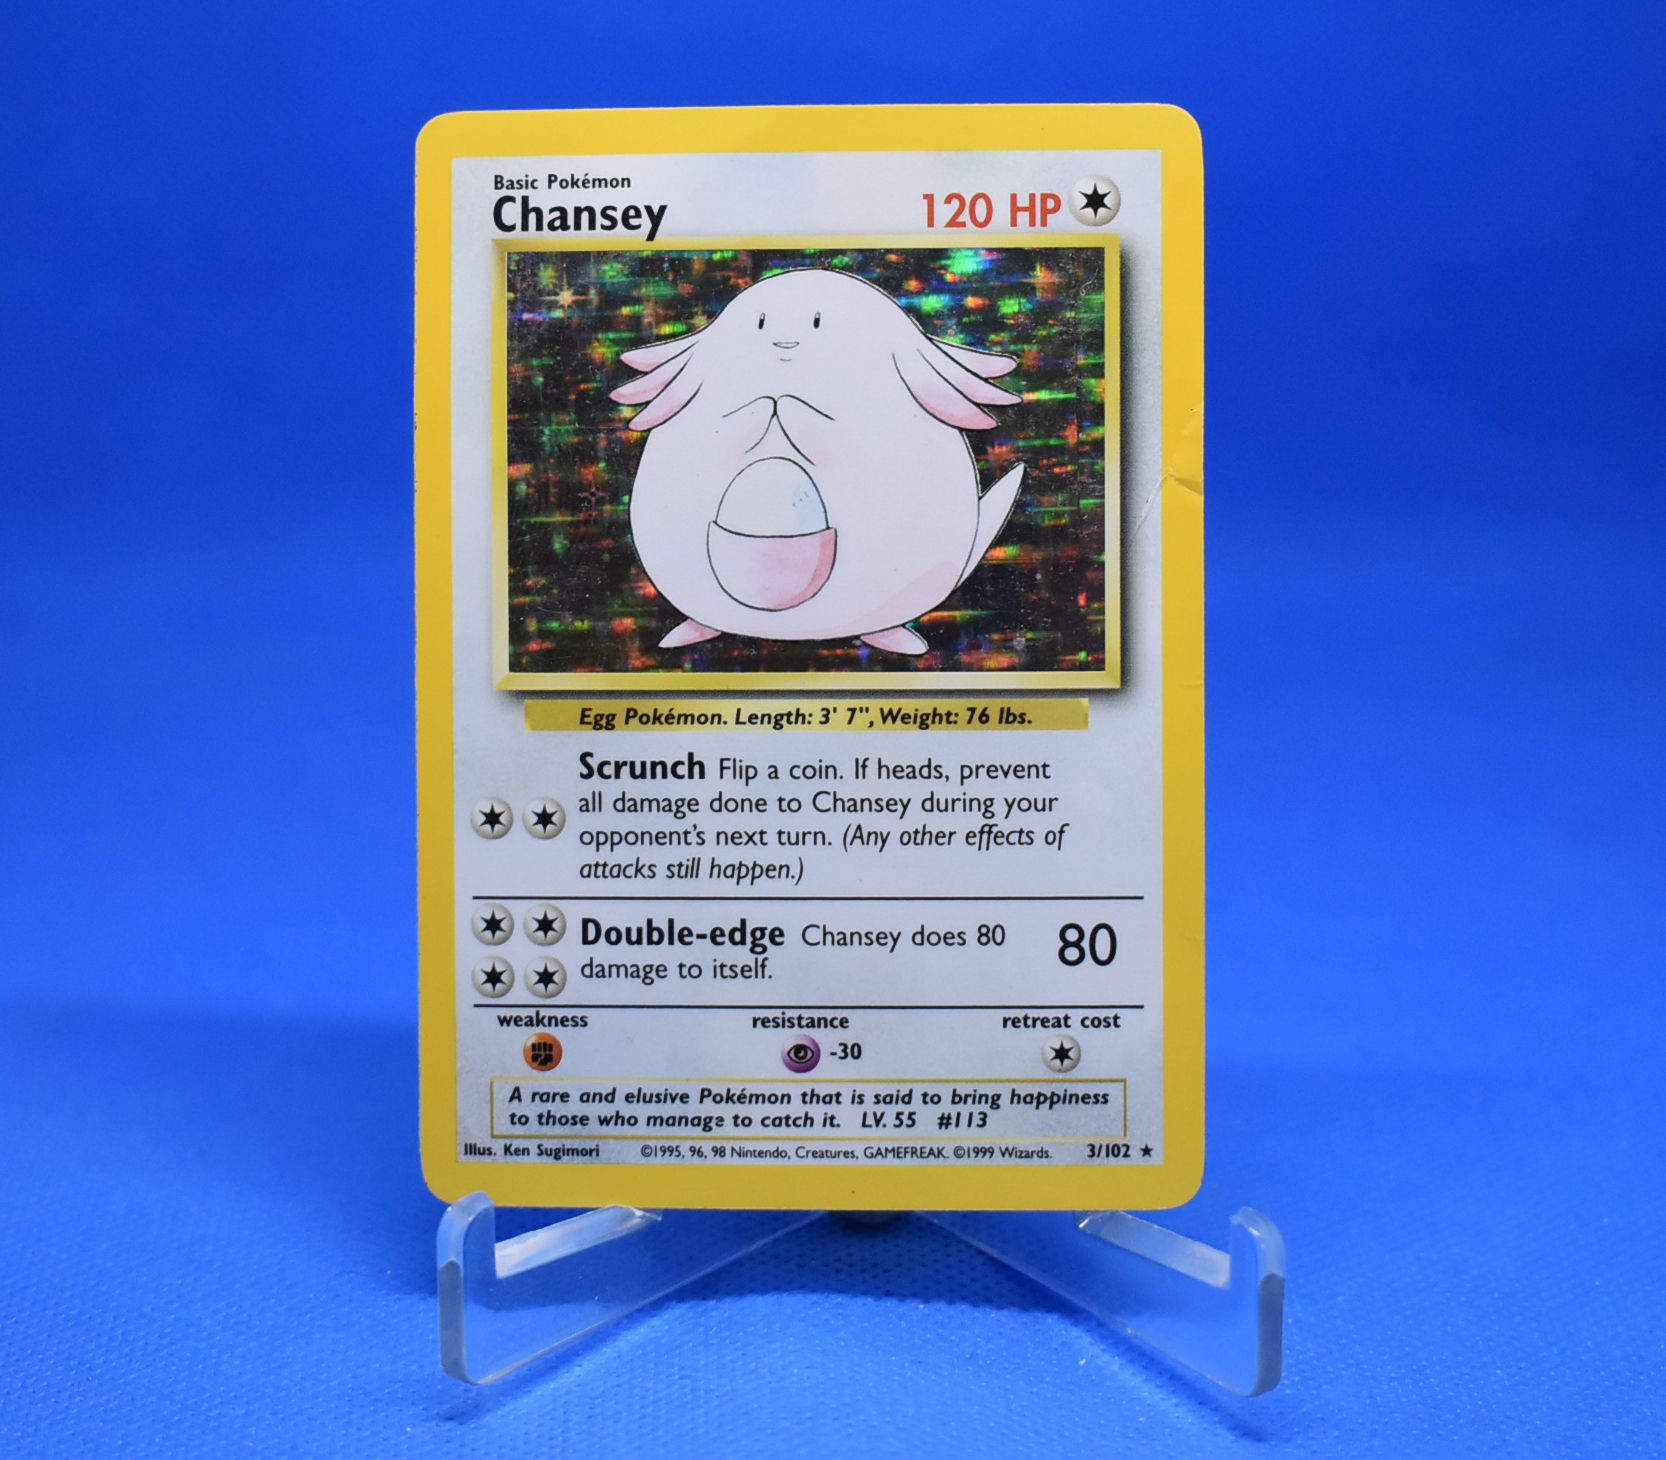 Basic Pokémon
Chansey
120 HP
Egg Pokémon. Length: 3' 7", Weight: 76 lbs.
Scrunch Flip a coin. If heads, prevent
all damage done to Chansey during your
opponent's next turn. (Any other effects of
attacks still happen.)
Double-edge Chansey does 80
damage to itself.
80
weakness
resistance
retreat cost
-30
A rare and elusive Pokémon that is said to bring happiness
to those who manage to catch it. LV. 55 #113
Illus. Ken Sugimori
©1995, 96, 98 Nintendo, Creatures, GAMEFREAK. ©1999 Wizards.
3/102 ★